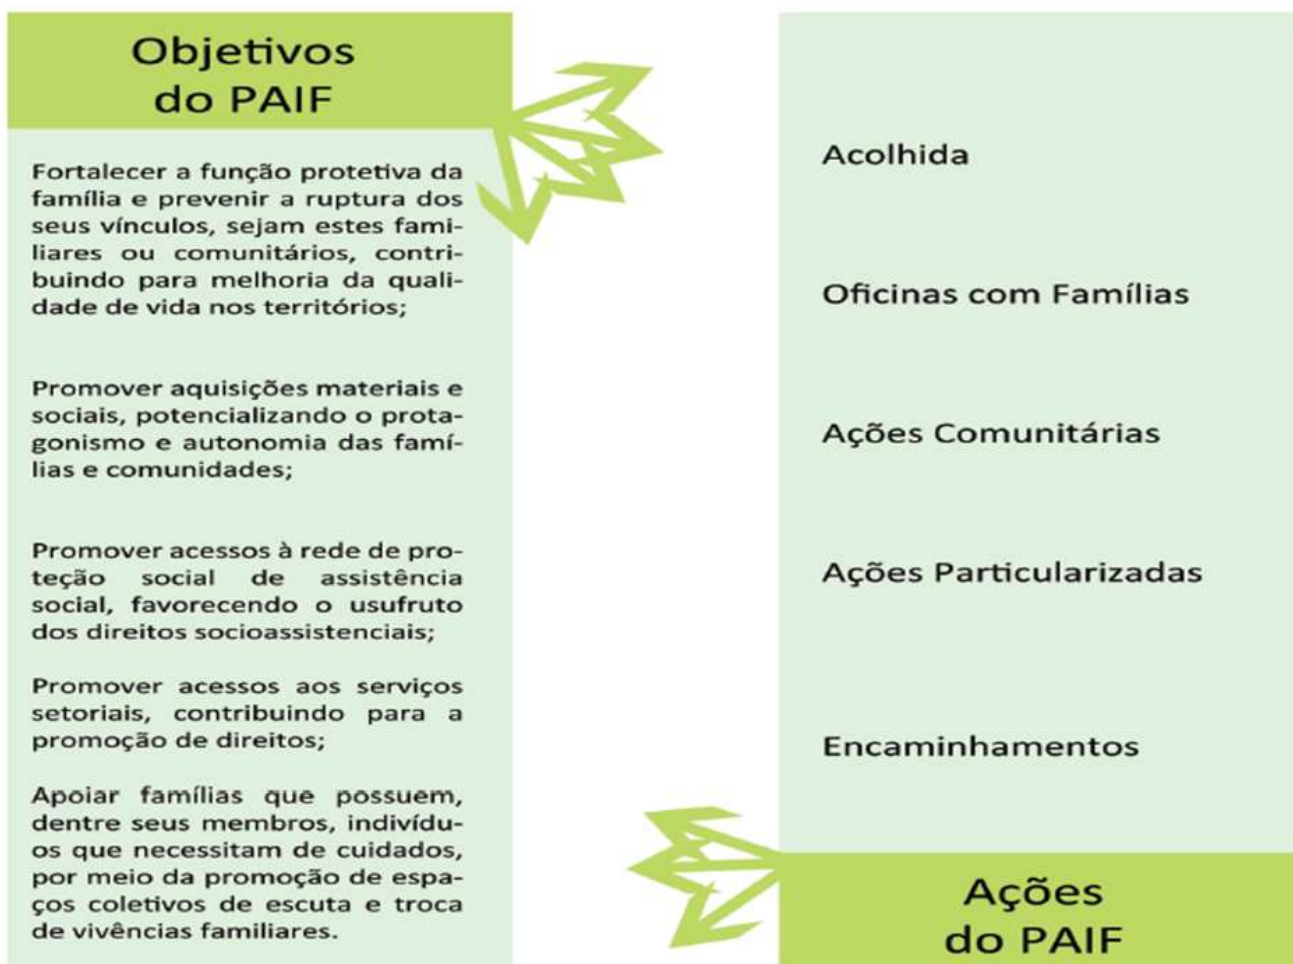 Objetivos
do PAIF
Fortalecer a função protetiva da
família e prevenir a ruptura dos
seus vínculos, sejam estes fami-
liares ou comunitários, contri-
buindo para melhoria da quali-
dade de vida nos territórios;
Promover aquisições materiais e
sociais, potencializando o prota-
gonismo e autonomia das famí-
lias e comunidades;
Promover acessos à rede de pro-
teção social de assistência
social, favorecendo o usufruto
dos direitos socioassistenciais;
Promover acessos aos serviços
setoriais, contribuindo para a
promoção de direitos;
Apoiar famílias que possuem,
dentre seus membros, indivídu-
os que necessitam de cuidados,
por meio da promoção de espa-
ços coletivos de escuta e troca
de vivências familiares.
Acolhida
Oficinas com Famílias
Ações Comunitárias
Ações Particularizadas
Encaminhamentos
Ações
do PAIF